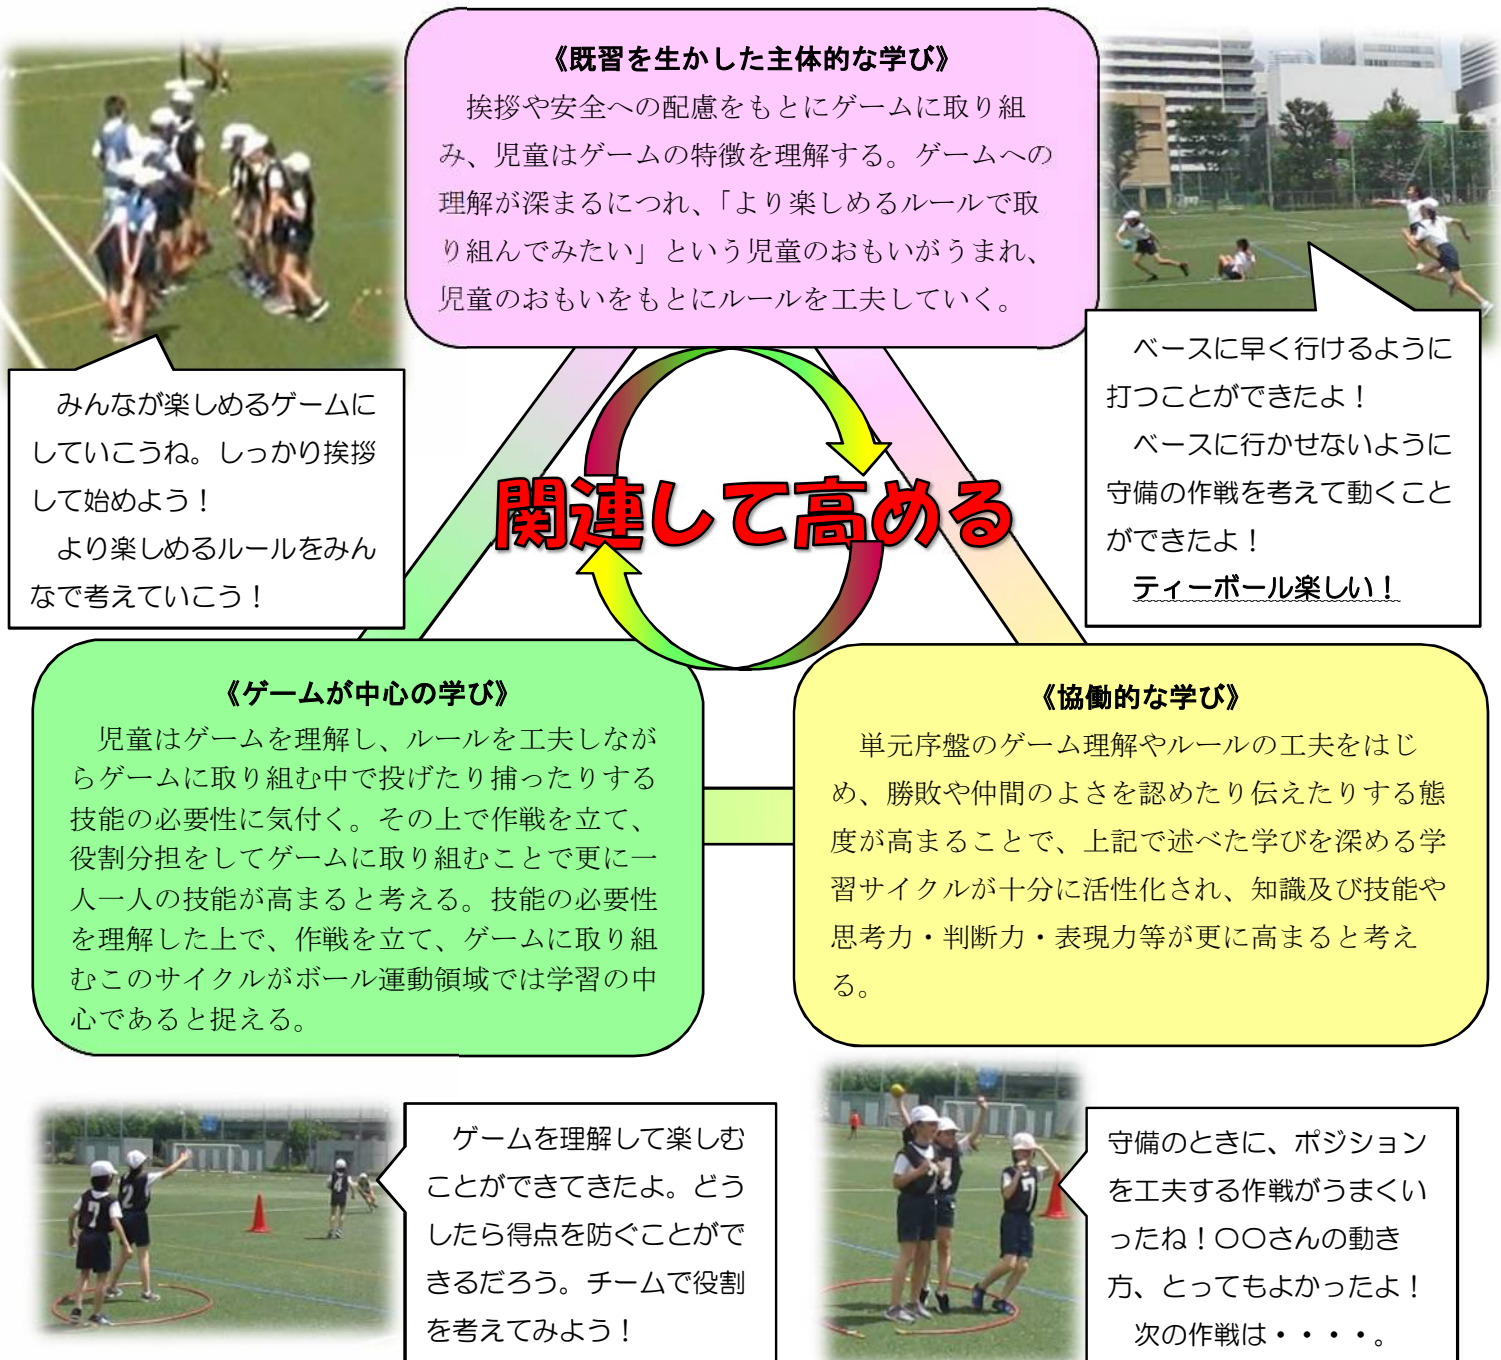 《既習を生かした主体的な学び》
挨拶や安全への配慮をもとにゲームに取り組
み、児童はゲームの特徴を理解する。ゲームへの
理解が深まるにつれ、「より楽しめるルールで取
り組んでみたい」という児童のおもいがうまれ、
児童のおもいをもとにルールを工夫していく。
みんなが楽しめるゲームに
していこうね。しっかり挨拶
して始めよう！
より楽しめるルールをみん
なで考えていこう！
ベースに早く行けるように
打つことができたよ！
ベースに行かせないように
守備の作戦を考えて動くこと
ができたよ！
ティーボール楽しい！
関連して高める
《ゲームが中心の学び》
児童はゲームを理解し、ルールを工夫しなが
らゲームに取り組む中で投げたり捕ったりする
技能の必要性に気付く。その上で作戦を立て、
役割分担をしてゲームに取り組むことで更に一
人一人の技能が高まると考える。技能の必要性
を理解した上で、作戦を立て、ゲームに取り組
むこのサイクルがボール運動領域では学習の中
心であると捉える。
《協働的な学び》
単元序盤のゲーム理解やルールの工夫をはじ
め、勝敗や仲間のよさを認めたり伝えたりする態
度が高まることで、上記で述べた学びを深める学
習サイクルが十分に活性化され、知識及び技能や
思考力・判断力・表現力等が更に高まると考え
る。
ゲームを理解して楽しむ
ことができてきたよ。どう
したら得点を防ぐことがで
きるだろう。チームで役割
を考えてみよう！
守備のときに、ポジション
を工夫する作戦がうまくい
ったね！〇〇さんの動き
方、とってもよかったよ！
次の作戦は・・・・。
7
2
4
7